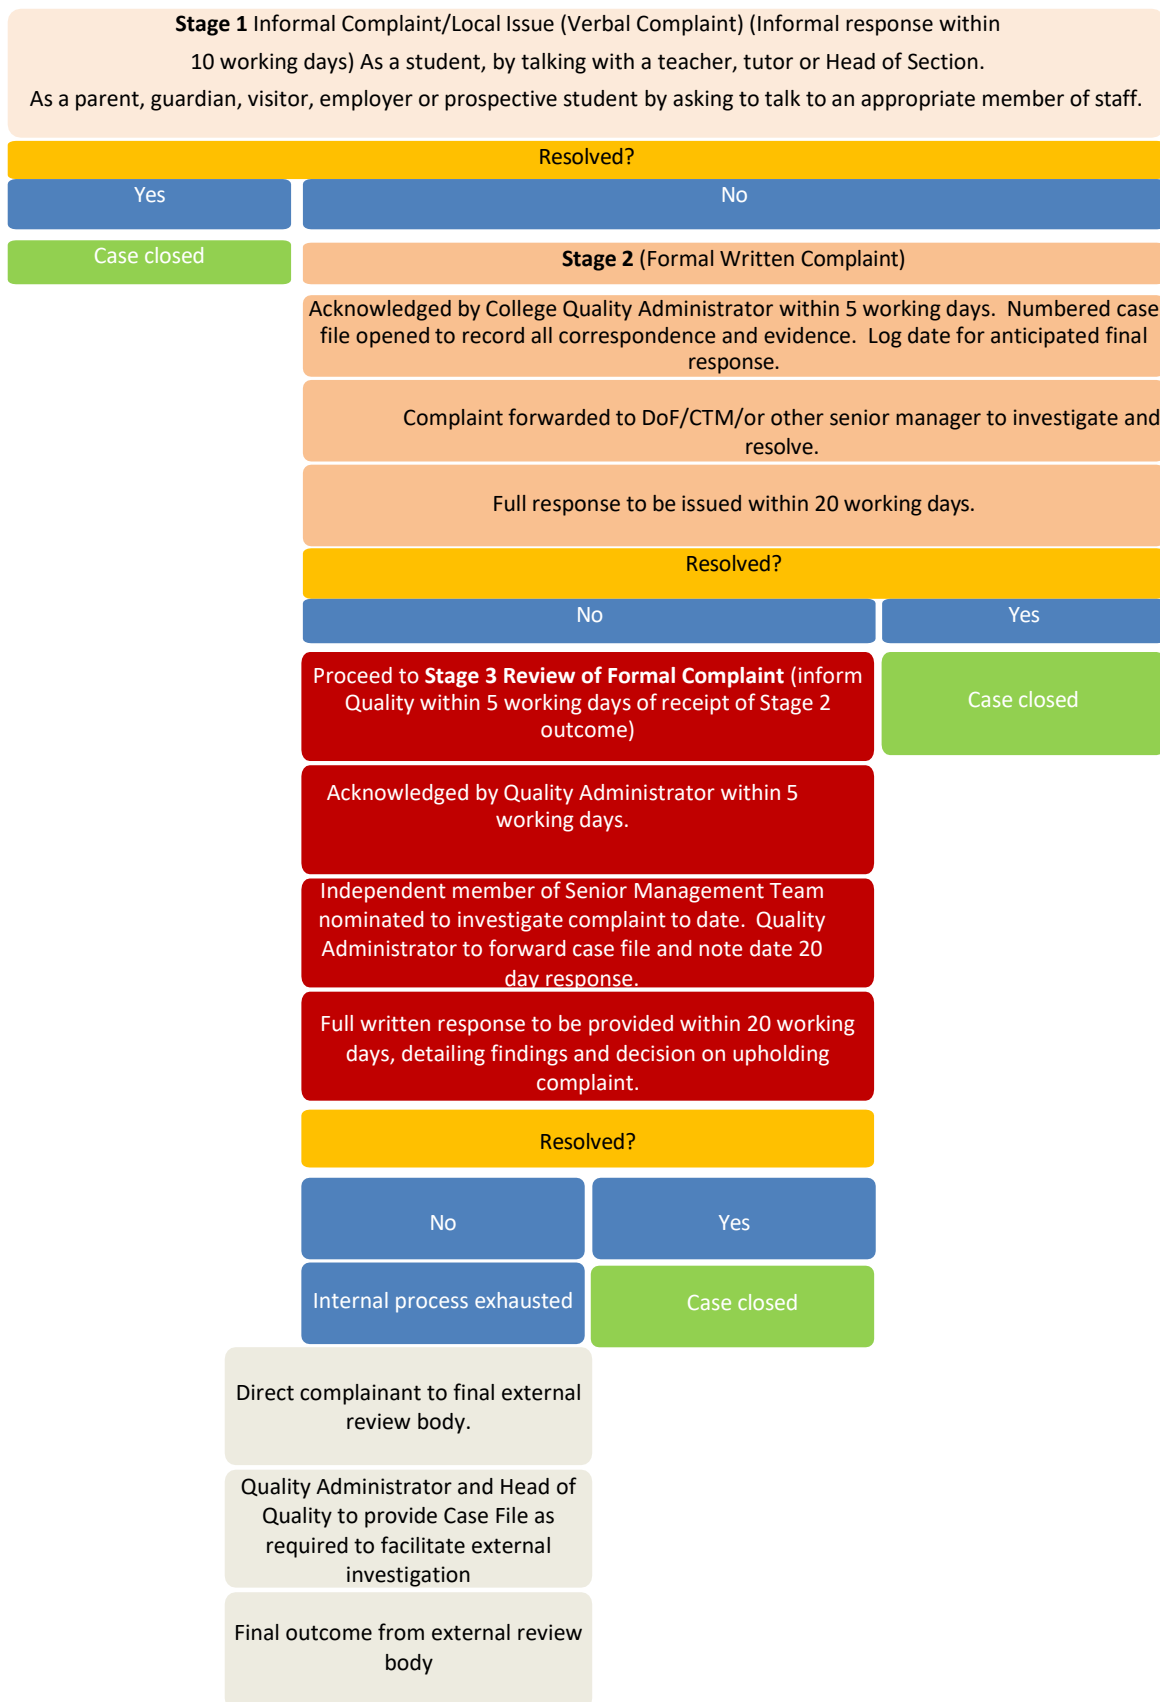 Stage 1 Informal Complaint/Local Issue (Verbal Complaint) (Informal response within
10 working days) As a student, by talking with a teacher, tutor or Head of Section.
As a parent, guardian, visitor, employer or prospective student by asking to talk to an appropriate member of staff.
Resolved?
Yes
No
Case closed
Stage 2 (Formal Written Complaint)
Acknowledged by College Quality Administrator within 5 working days. Numbered case
file opened to record all correspondence and evidence. Log date for anticipated final
response.
Complaint forwarded to DoF/CTM/or other senior manager to investigate and
resolve.
Full response to be issued within 20 working days.
Resolved?
No
Yes
Proceed to Stage 3 Review of Formal Complaint (inform
Quality within 5 working days of receipt of Stage 2
outcome)
Case closed
Acknowledged by Quality Administrator within 5
working days.
Independent member of Senior Management Team
nominated to investigate complaint to date. Quality
Administrator to forward case file and note date 20
day response.
Full written response to be provided within 20 working
days, detailing findings and decision on upholding
complaint.
Resolved?
No
Yes
Internal process exhausted
Case closed
Direct complainant to final external
review body.
Quality Administrator and Head of
Quality to provide Case File as
required to facilitate external
investigation
Final outcome from external review
body